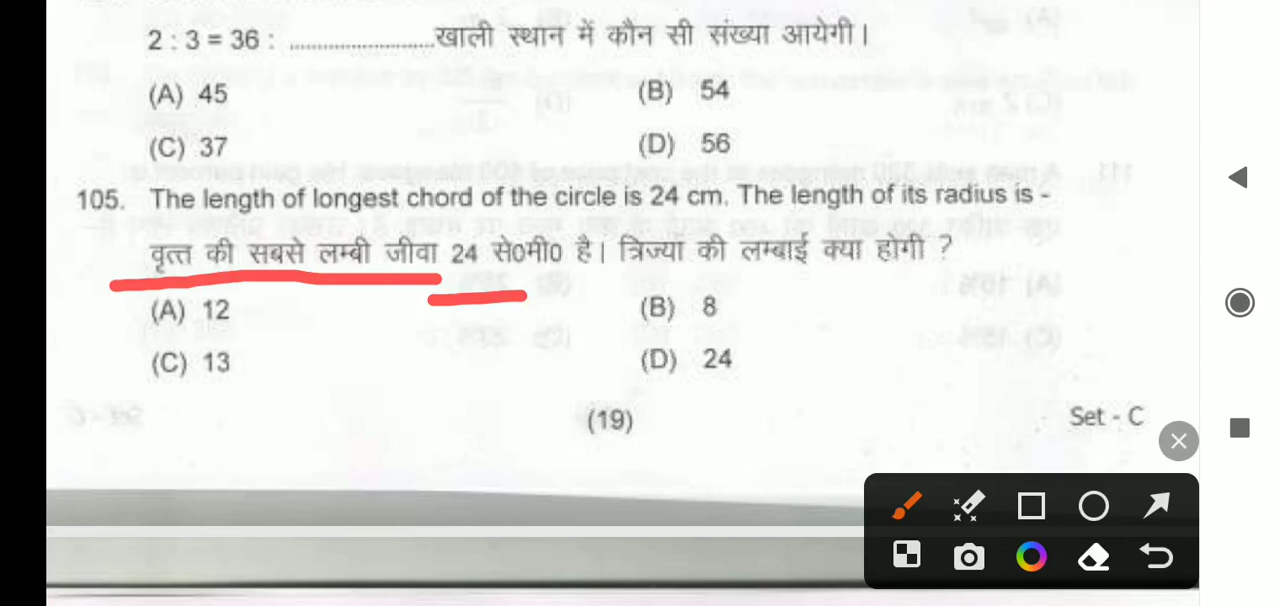 2 : 3 = 36 : ........................... खाली स्थान में कौन सी संख्या आयेगी।
(A) 45 (B) 54
(C) 37 (D) 56
105. The length of longest chord of the circle is 24 cm. The length of its radius is -
वृत्त की सबसे लम्बी जीवा 24 से0मी0 है। त्रिज्या की लम्बाई क्या होगी ?
(A) 12 (B) 8
(C) 13 (D) 24
(19) Set - C